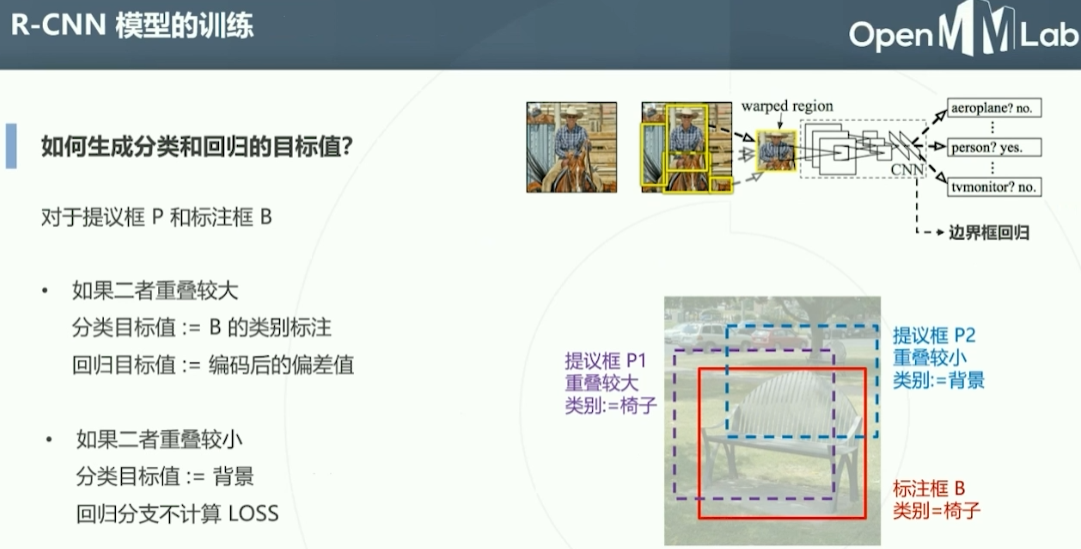 R-CNN 模型的训练
OpenMMLab
如何生成分类和回归的目标值?
对于提议框 P 和标注框 B
• 如果二者重叠较大
分类目标值 := B 的类别标注
回归目标值 := 编码后的偏差值
• 如果二者重叠较小
分类目标值 := 背景
回归分支不计算 LOSS
warped region
aeroplane? no.
⋮
person? yes.
⋮
tvmonitor? no.
CNN
边界框回归
提议框 P1
重叠较大
类别:=椅子
提议框 P2
重叠较小
类别:=背景
标注框 B
类别=椅子